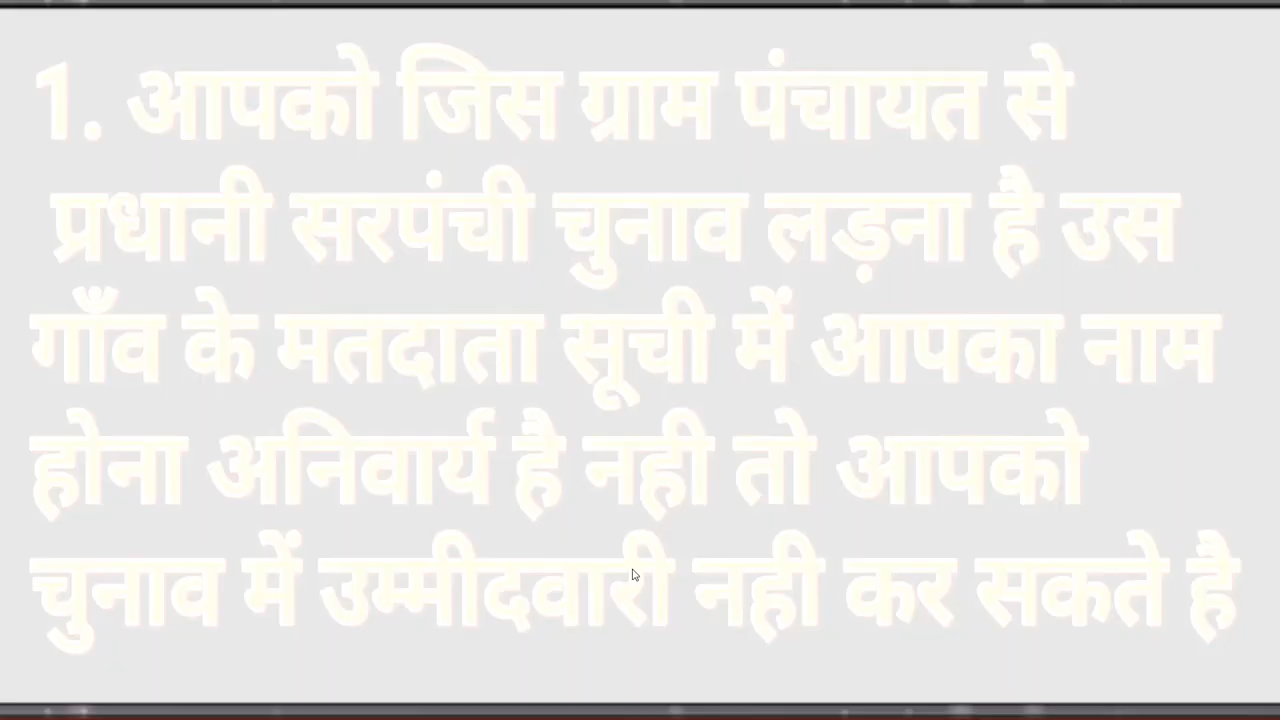 1. आपको जिस ग्राम पंचायत से
प्रधानी सरपंची चुनाव लड़ना है उस
गाँव के मतदाता सूची में आपका नाम
होना अनिवार्य है नही तो आपको
चुनाव में उम्मीदवारी नही कर सकते है